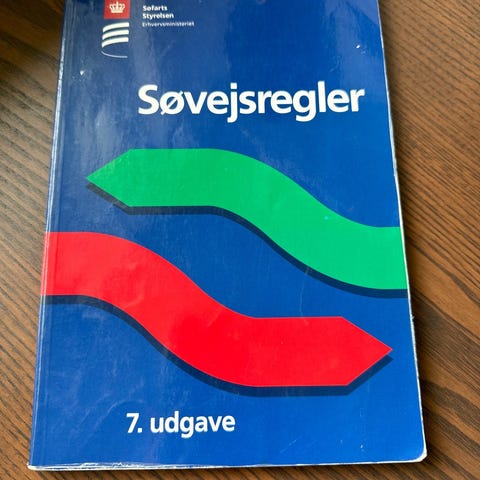 Søfarts
Styrelsen
Erhvervsministeriet
Søvejsregler
7. udgave